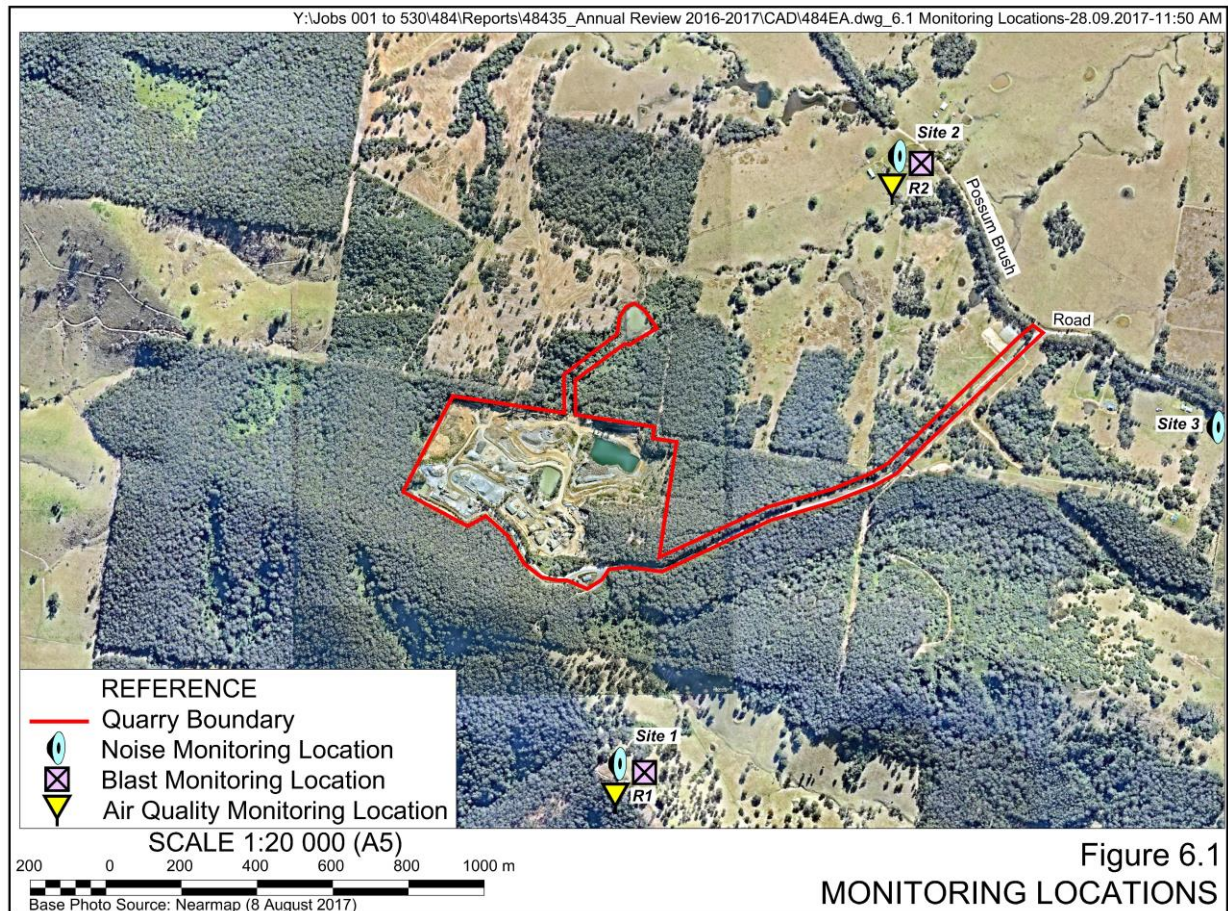 Y:\Jobs 001 to 530\484\Reports\48435_Annual Review 2016-2017\CAD\484EA.dwg_6.1 Monitoring Locations-28.09.2017-11:50 AM
Site 2
R2
Possum Brush
Road
Site 3
Site 1
R1
REFERENCE
Quarry Boundary
Noise Monitoring Location
Blast Monitoring Location
Air Quality Monitoring Location
SCALE 1:20 000 (A5)
200 0 200 400 600 800 1000 m
Base Photo Source: Nearmap (8 August 2017)
Figure 6.1
MONITORING LOCATIONS